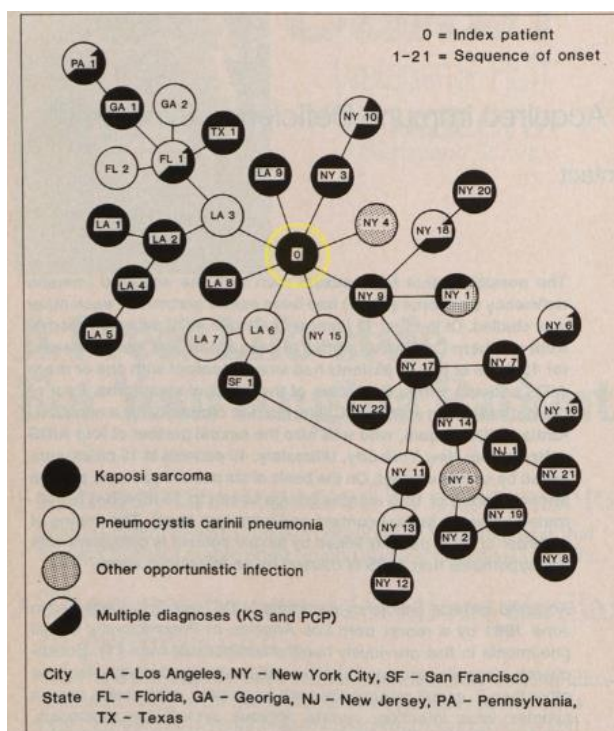 0 = Index patient
1-21 = Sequence of onset
PA 1
GA 1
GA 2
TX 1
FL 2
FL 1
NY 10
LA 9
NY 3
NY 20
LA 3
NY 4
NY 18
LA 1
LA 2
0
LA 4
LA 8
NY 9
NY 1
LA 5
LA 7
LA 6
NY 15
NY 6
SF 1
NY 17
NY 7
NY 22
NY 14
NY 16
NJ 1
NY 11
NY 5
NY 21
NY 13
NY 19
NY 2
NY 8
NY 12
Kaposi sarcoma
Pneumocystis carinii pneumonia
Other opportunistic infection
Multiple diagnoses (KS and PCP)
City LA - Los Angeles, NY - New York City, SF - San Francisco
State FL - Florida, GA - Georiga, NJ - New Jersey, PA - Pennsylvania,
TX - Texas